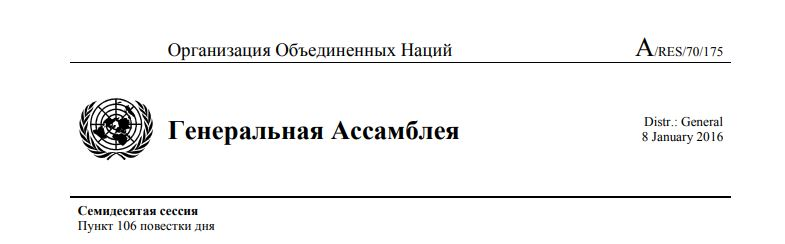 Организация Объединенных Наций A/RES/70/175
Генеральная Ассамблея
Distr.: General
8 January 2016
Семидесятая сессия
Пункт 106 повестки дня